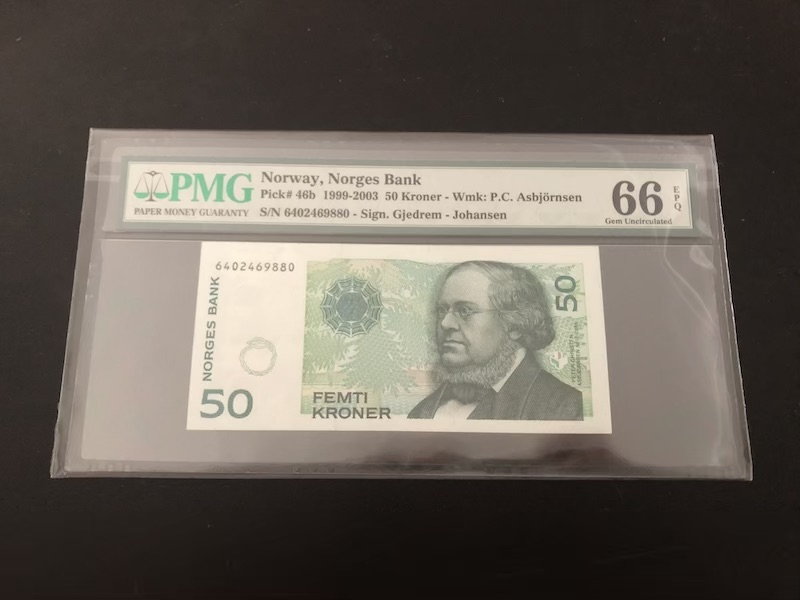 PMG
PAPER MONEY GUARANTY
Norway, Norges Bank
Pick# 46b 1999-2003 50 Kroner - Wmk: P.C. Asbjörnsen
S/N 6402469880 - Sign. Gjedrem - Johansen
66
EPQ
Gem Uncirculated
6402469880
NORGES BANK
50
FEMTI
KRONER
50